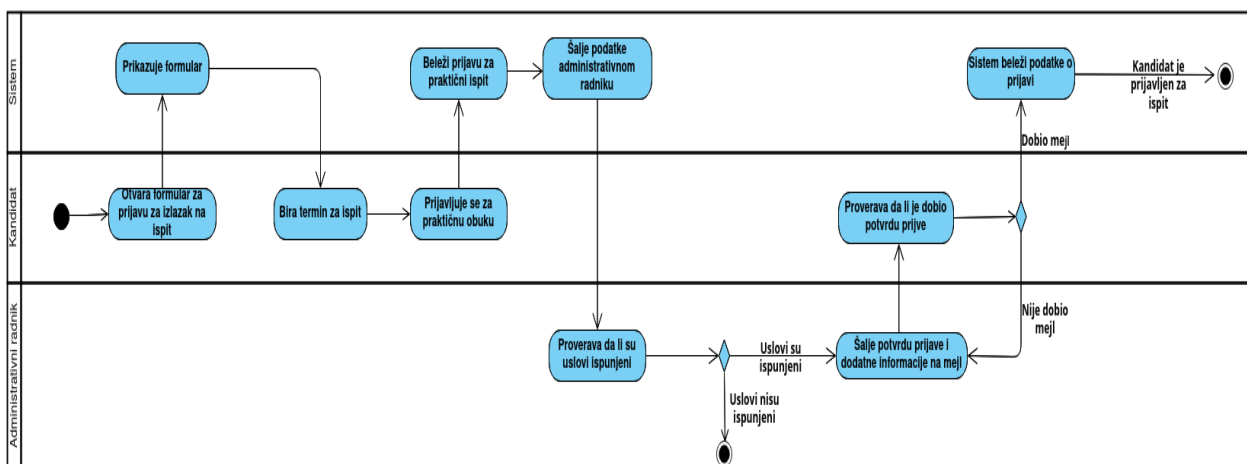 Sistem
Prikazuje formular
Beleži prijavu za
praktični ispit
Šalje podatke
administrativnom
radniku
Sistem beleži podatke o
prijavi
Kandidat je
prijavljen za
ispit
Dobio mejl
Kandidat
Otvara formular za
prijavu za izlazak na
ispit
Bira termin za ispit
Prijavljuje se za
praktičnu obuku
Proverava da li je dobio
potvrdu prijve
Administrativni radnik
Proverava da li su
uslovi ispunjeni
Uslovi su
ispunjeni
Uslovi nisu
ispunjeni
Šalje potvrdu prijave i
dodatne informacije na mejl
Nije dobio
mejl